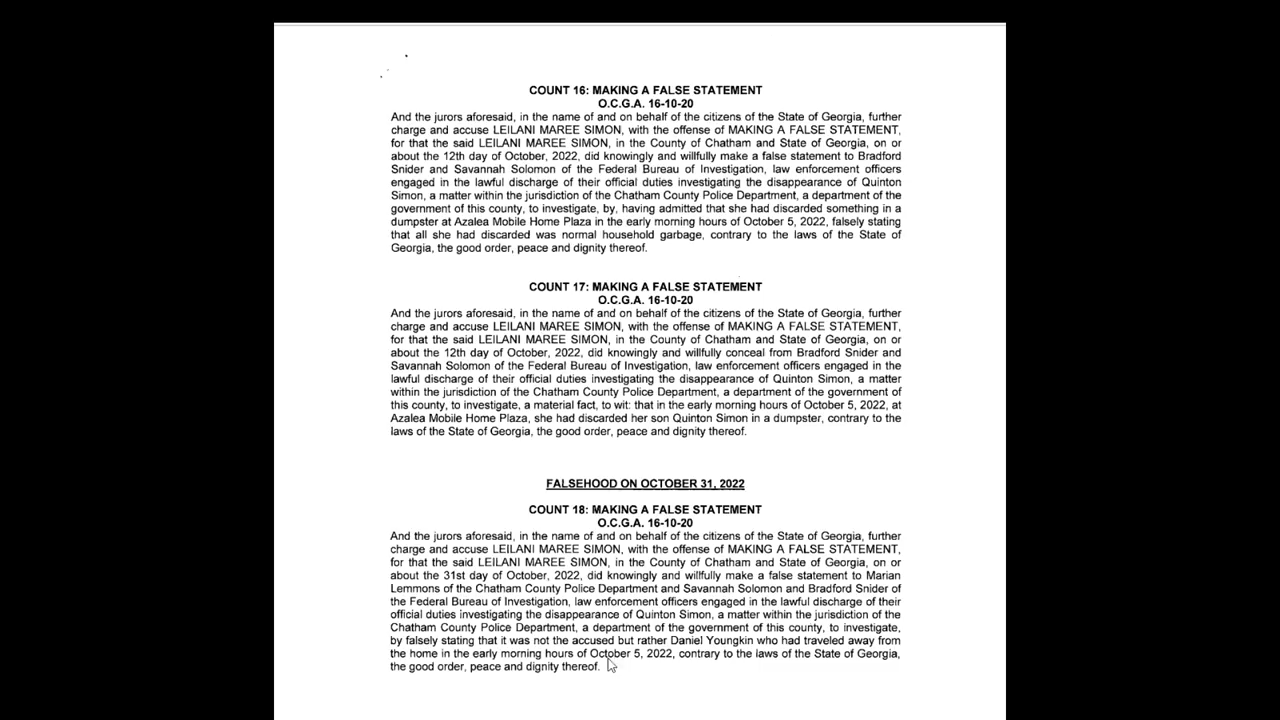 COUNT 16: MAKING A FALSE STATEMENT
O.C.G.A. 16-10-20
And the jurors aforesaid, in the name of and on behalf of the citizens of the State of Georgia, further
charge and accuse LEILANI MAREE SIMON, with the offense of MAKING A FALSE STATEMENT,
for that the said LEILANI MAREE SIMON, in the County of Chatham and State of Georgia, on or
about the 12th day of October, 2022, did knowingly and willfully make a false statement to Bradford
Snider and Savannah Solomon of the Federal Bureau of Investigation, law enforcement officers
engaged in the lawful discharge of their official duties investigating the disappearance of Quinton
Simon, a matter within the jurisdiction of the Chatham County Police Department, a department of the
government of this county, to investigate, by, having admitted that she had discarded something in a
dumpster at Azalea Mobile Home Plaza in the early morning hours of October 5, 2022, falsely stating
that all she had discarded was normal household garbage, contrary to the laws of the State of
Georgia, the good order, peace and dignity thereof.
COUNT 17: MAKING A FALSE STATEMENT
O.C.G.A. 16-10-20
And the jurors aforesaid, in the name of and on behalf of the citizens of the State of Georgia, further
charge and accuse LEILANI MAREE SIMON, with the offense of MAKING A FALSE STATEMENT,
for that the said LEILANI MAREE SIMON, in the County of Chatham and State of Georgia, on or
about the 12th day of October, 2022, did knowingly and willfully conceal from Bradford Snider and
Savannah Solomon of the Federal Bureau of Investigation, law enforcement officers engaged in the
lawful discharge of their official duties investigating the disappearance of Quinton Simon, a matter
within the jurisdiction of the Chatham County Police Department, a department of the government of
this county, to investigate, a material fact, to wit: that in the early morning hours of October 5, 2022, at
Azalea Mobile Home Plaza, she had discarded her son Quinton Simon in a dumpster, contrary to the
laws of the State of Georgia, the good order, peace and dignity thereof.
FALSEHOOD ON OCTOBER 31, 2022
COUNT 18: MAKING A FALSE STATEMENT
O.C.G.A. 16-10-20
And the jurors aforesaid, in the name of and on behalf of the citizens of the State of Georgia, further
charge and accuse LEILANI MAREE SIMON, with the offense of MAKING A FALSE STATEMENT,
for that the said LEILANI MAREE SIMON, in the County of Chatham and State of Georgia, on or
about the 31st day of October, 2022, did knowingly and willfully make a false statement to Marian
Lemmons of the Chatham County Police Department and Savannah Solomon and Bradford Snider of
the Federal Bureau of Investigation, law enforcement officers engaged in the lawful discharge of their
official duties investigating the disappearance of Quinton Simon, a matter within the jurisdiction of the
Chatham County Police Department, a department of the government of this county, to investigate,
by falsely stating that it was not the accused but rather Daniel Youngkin who had traveled away from
the home in the early morning hours of October 5, 2022, contrary to the laws of the State of Georgia,
the good order, peace and dignity thereof.